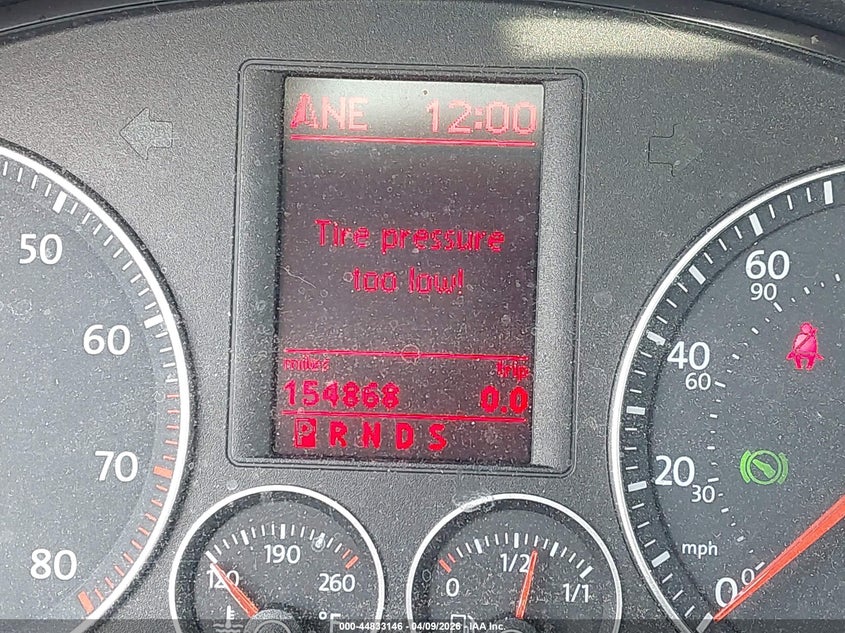 NE 12:00
Tire pressure
too low!
miles trip
154868 0.0
P R N D S
50
60
70
80
120 190 260
°F
0 1/2 1/1
60
90
40
60
20
30
mph
0 0
000-44833146 - 04/09/2026 - IAA Inc.